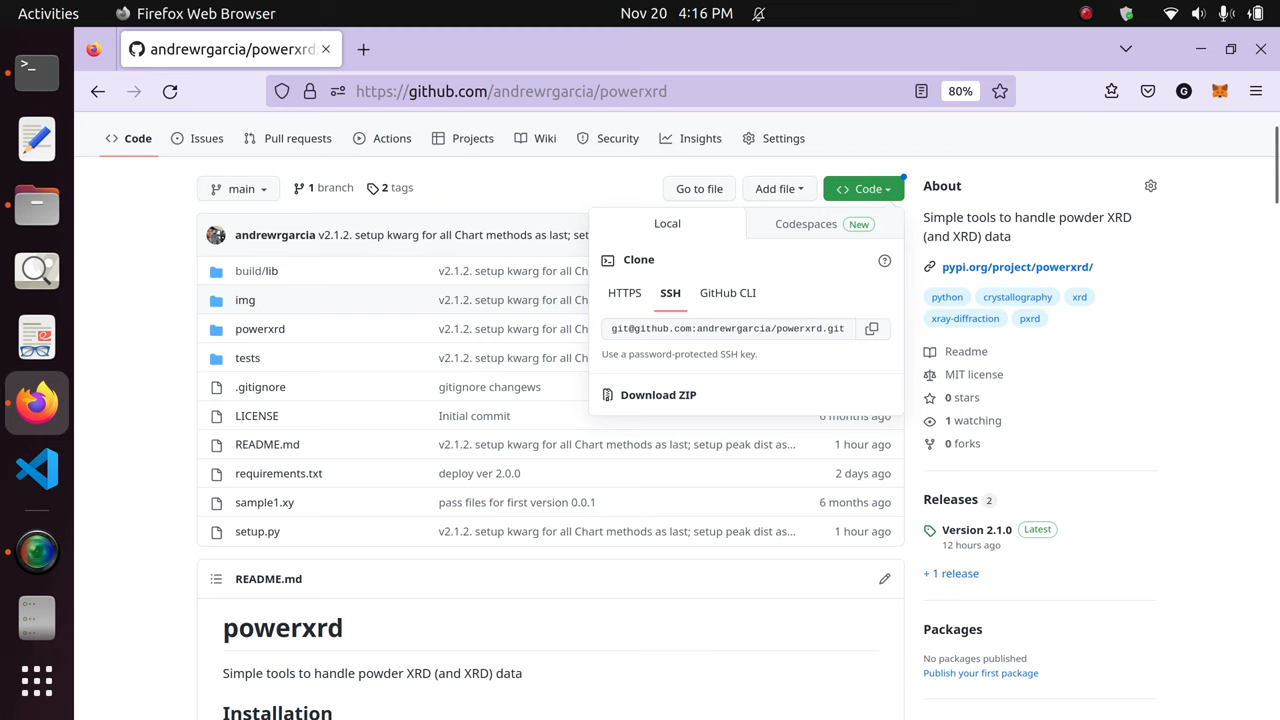 Activities
Firefox Web Browser
Nov 20 4:16 PM
andrewrgarcia/powerxrd:
https://github.com/andrewrgarcia/powerxrd
80%
Code
Issues
Pull requests
Actions
Projects
Wiki
Security
Insights
Settings
main
1 branch
2 tags
Go to file
Add file
Code
andrewrgarcia v2.1.2. setup kwarg for all Chart methods as last; set
build/lib v2.1.2. setup kwarg for all Ch
img v2.1.2. setup kwarg for all Ch
powerxrd v2.1.2. setup kwarg for all Ch
tests v2.1.2. setup kwarg for all Ch
.gitignore gitignore changews
LICENSE Initial commit 6 months ago
README.md v2.1.2. setup kwarg for all Chart methods as last; setup peak dist as... 1 hour ago
requirements.txt deploy ver 2.0.0 2 days ago
sample1.xy pass files for first version 0.0.1 6 months ago
setup.py v2.1.2. setup kwarg for all Chart methods as last; setup peak dist as... 1 hour ago
Local
Codespaces New
Clone
HTTPS SSH GitHub CLI
git@github.com:andrewrgarcia/powerxrd.git
Use a password-protected SSH key.
Download ZIP
README.md
powerxrd
Simple tools to handle powder XRD (and XRD) data
Installation
About
Simple tools to handle powder XRD
(and XRD) data
pypi.org/project/powerxrd/
python crystallography xrd
xray-diffraction pxrd
Readme
MIT license
0 stars
1 watching
0 forks
Releases 2
Version 2.1.0 Latest
12 hours ago
+ 1 release
Packages
No packages published
Publish your first package